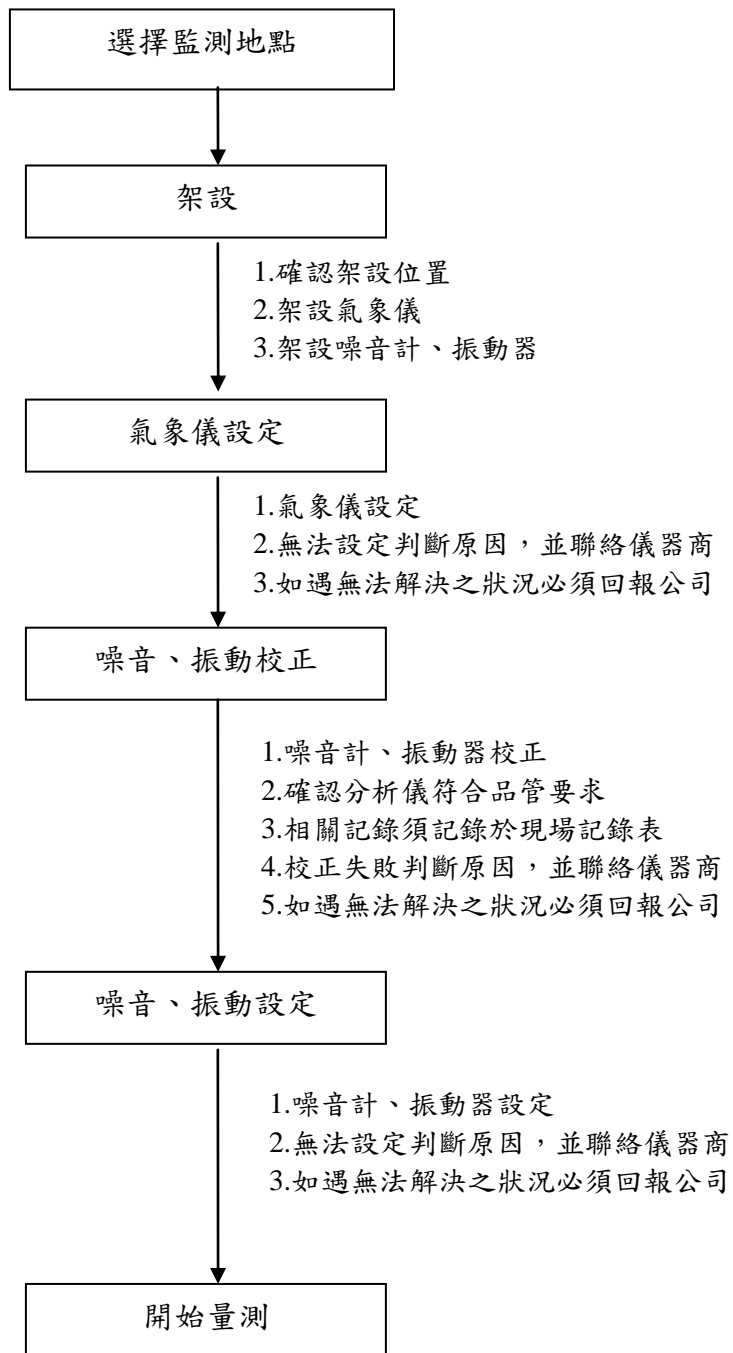 選擇監測地點
架設
1.確認架設位置
2.架設氣象儀
3.架設噪音計、振動器
氣象儀設定
1.氣象儀設定
2.無法設定判斷原因，並聯絡儀器商
3.如遇無法解決之狀況必須回報公司
噪音、振動校正
1.噪音計、振動器校正
2.確認分析儀符合品管要求
3.相關記錄須記錄於現場記錄表
4.校正失敗判斷原因，並聯絡儀器商
5.如遇無法解決之狀況必須回報公司
噪音、振動設定
1.噪音計、振動器設定
2.無法設定判斷原因，並聯絡儀器商
3.如遇無法解決之狀況必須回報公司
開始量測